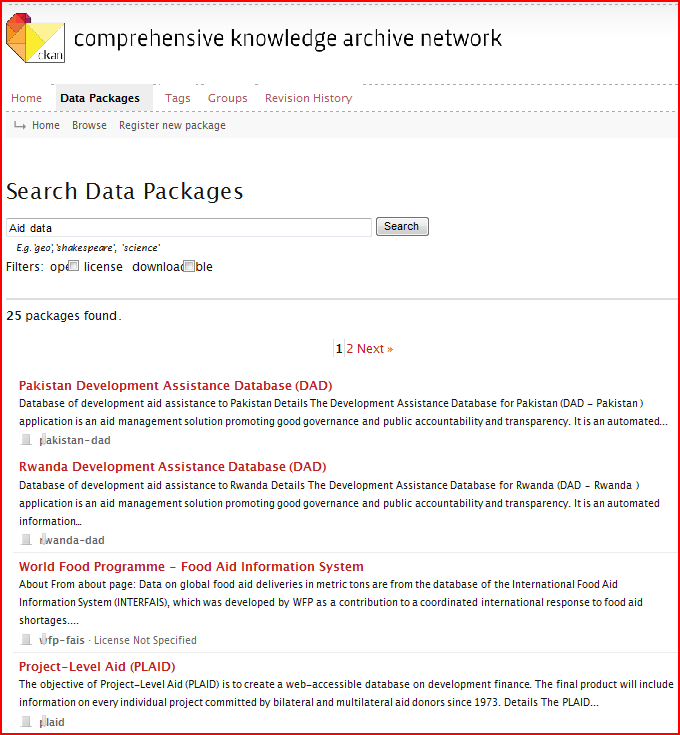 ckan comprehensive knowledge archive network
Home Data Packages Tags Groups Revision History
Home Browse Register new package
Search Data Packages
Aid data Search
E.g. 'geo','shakespeare', 'science'
Filters: open license downloadable
25 packages found.
1 2 Next »
Pakistan Development Assistance Database (DAD)
Database of development aid assistance to Pakistan Details The Development Assistance Database for Pakistan (DAD - Pakistan )
application is an aid management solution promoting good governance and public accountability and transparency. It is an automated...
pakistan-dad
Rwanda Development Assistance Database (DAD)
Database of development aid assistance to Rwanda Details The Development Assistance Database for Rwanda (DAD - Rwanda )
application is an aid management solution promoting good governance and public accountability and transparency. It is an automated
information...
rwanda-dad
World Food Programme - Food Aid Information System
About From about page: Data on global food aid deliveries in metric tons are from the database of the International Food Aid
Information System (INTERFAIS), which was developed by WFP as a contribution to a coordinated international response to food aid
shortages....
wfp-fais · License Not Specified
Project-Level Aid (PLAID)
The objective of Project-Level Aid (PLAID) is to create a web-accessible database on development finance. The final product will include
information on every individual project committed by bilateral and multilateral aid donors since 1973. Details The PLAID...
plaid